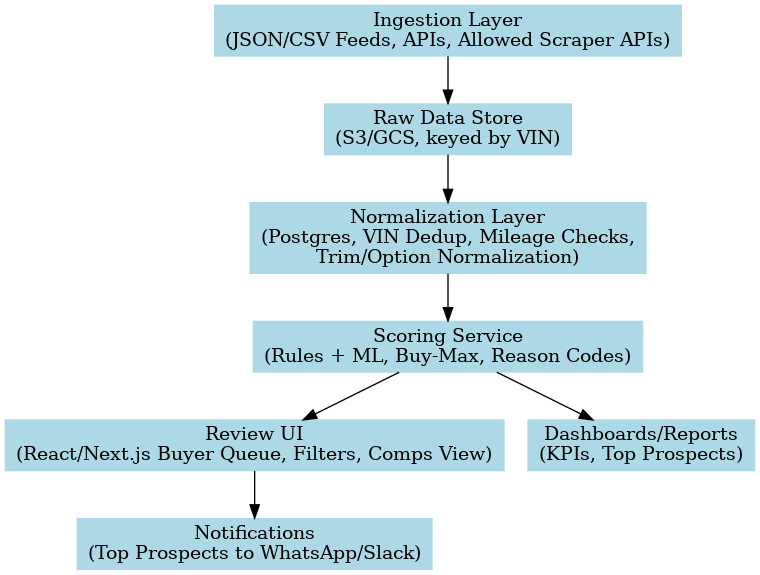 Ingestion Layer
(JSON/CSV Feeds, APIs, Allowed Scraper APIs)
Raw Data Store
(S3/GCS, keyed by VIN)
Normalization Layer
(Postgres, VIN Dedup, Mileage Checks,
Trim/Option Normalization)
Scoring Service
(Rules + ML, Buy-Max, Reason Codes)
Review UI
(React/Next.js Buyer Queue, Filters, Comps View)
Dashboards/Reports
(KPIs, Top Prospects)
Notifications
(Top Prospects to WhatsApp/Slack)